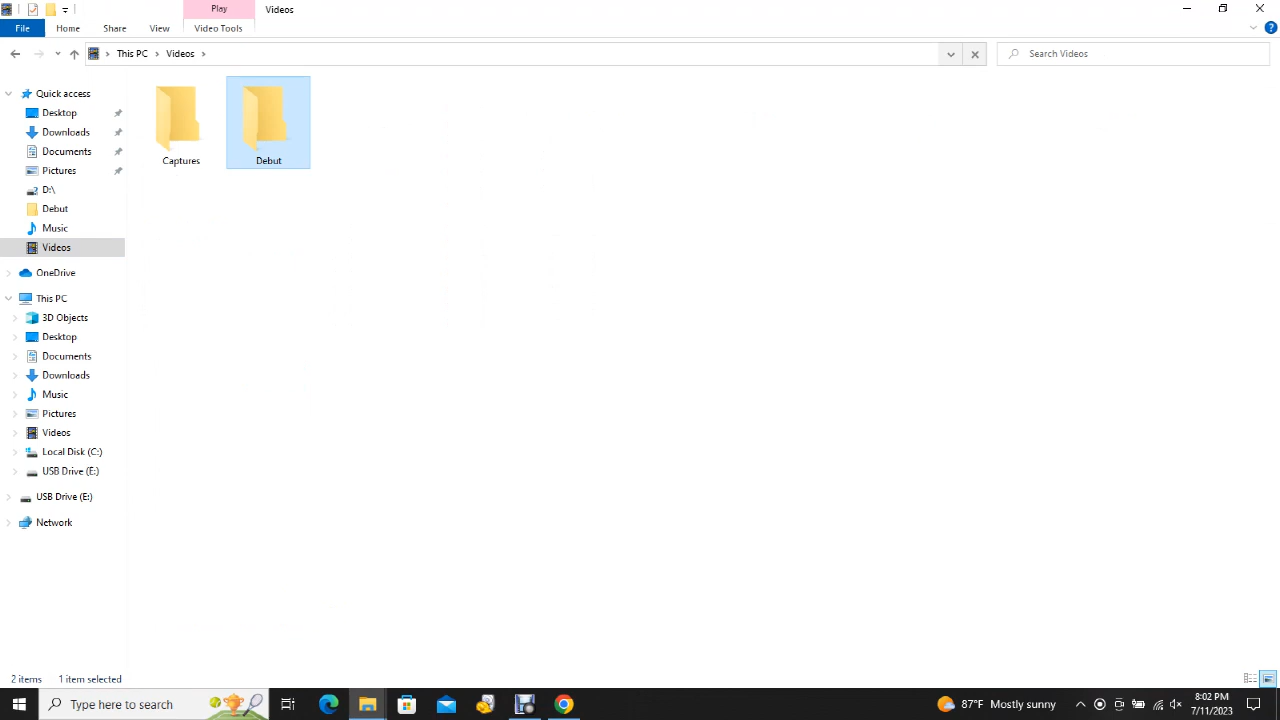 Play
Videos
File
Home
Share
View
Video Tools
This PC
Videos
Search Videos
Quick access
Desktop
Downloads
Documents
Pictures
D:\
Debut
Music
Videos
OneDrive
This PC
3D Objects
Desktop
Documents
Downloads
Music
Pictures
Videos
Local Disk (C:)
USB Drive (E:)
USB Drive (E:)
Network
Captures
Debut
2 items
1 item selected
Type here to search
87°F Mostly sunny
8:02 PM
7/11/2023